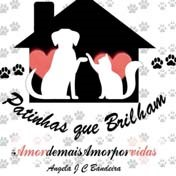 Patinhas que Brilham
#AmordemaisAmorporvidas
Angela J C Bandeira